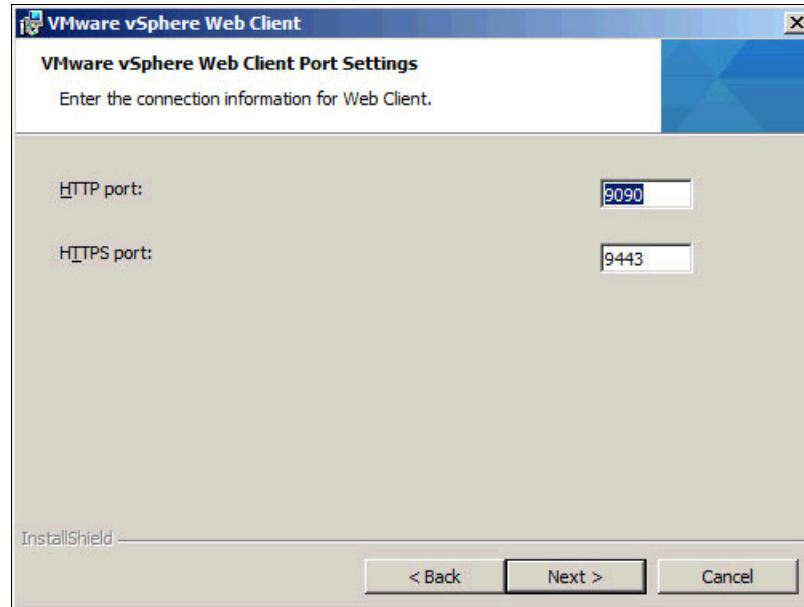 VMware vSphere Web Client
VMware vSphere Web Client Port Settings
Enter the connection information for Web Client.
HTTP port:
9090
HTTPS port:
9443
InstallShield
< Back
Next >
Cancel